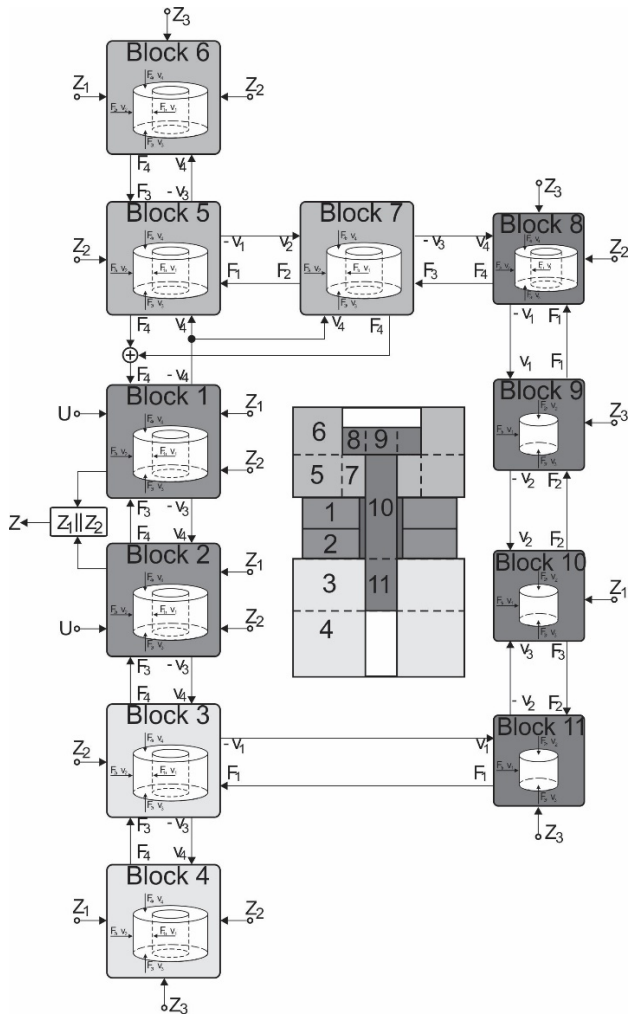 Z3
Block 6
Z1
Z2
F4
V4
F3
- V3
Block 5
Z2
- V1
V2
F1
F2
Block 7
- V3
V4
F3
F4
Z3
Block 8
Z2
F4
V4
V4
F4
+
F4
- V4
- V1
F1
V1
F1
Block 1
U
Z1
Z2
Block 9
Z3
Z
Z1||Z2
F3
- V3
F4
V4
- V2
F2
V2
F2
Block 2
Z1
U
Z2
6
8
9
5
7
10
1
2
3
11
4
Block 10
Z1
F3
- V3
F4
V4
V3
F3
- V2
F2
Block 3
Z2
- V1
V1
F1
F1
Block 11
Z3
F3
- V3
F4
V4
Block 4
Z1
Z2
Z3